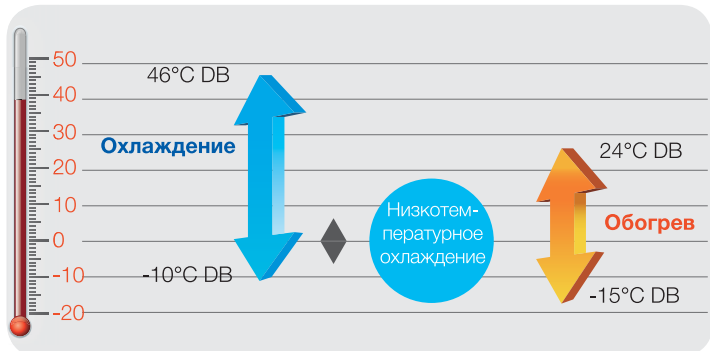 50
46°C DB
40
30
Охлаждение
24°C DB
20
10
Низкотем-
пературное
охлаждение
Обогрев
0
-10°C DB
-10
-15°C DB
-20